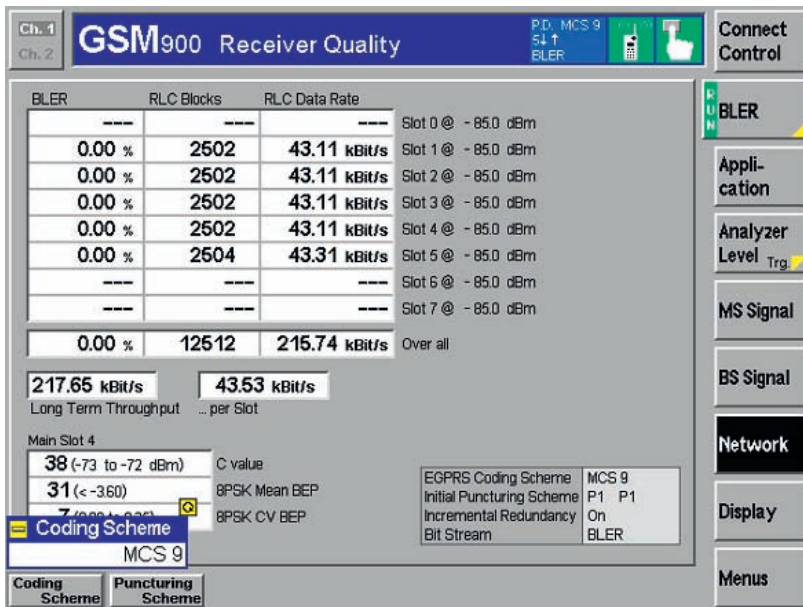 Ch. 1
Ch. 2
GSM900 Receiver Quality
P.D. MCS 9
5↓↑
BLER
Connect Control
BLER RLC Blocks RLC Data Rate
--- --- --- Slot 0 @ - 85.0 dBm
0.00 % 2502 43.11 kBit/s Slot 1 @ - 85.0 dBm
0.00 % 2502 43.11 kBit/s Slot 2 @ - 85.0 dBm
0.00 % 2502 43.11 kBit/s Slot 3 @ - 85.0 dBm
0.00 % 2502 43.11 kBit/s Slot 4 @ - 85.0 dBm
0.00 % 2504 43.31 kBit/s Slot 5 @ - 85.0 dBm
--- --- --- Slot 6 @ - 85.0 dBm
--- --- --- Slot 7 @ - 85.0 dBm
0.00 % 12512 215.74 kBit/s Over all
217.65 kBit/s 43.53 kBit/s
Long Term Throughput ... per Slot
Main Slot 4
38 (-73 to -72 dBm) C value
31 (< -3.60) 8PSK Mean BEP
7 8PSK CV BEP
EGPRS Coding Scheme MCS 9
Initial Puncturing Scheme P1 P1
Incremental Redundancy On
Bit Stream BLER
Coding Scheme
MCS 9
Coding Scheme
Puncturing Scheme
RUN
BLER
Appli-
cation
Analyzer
Level Trg.
MS Signal
BS Signal
Network
Display
Menus